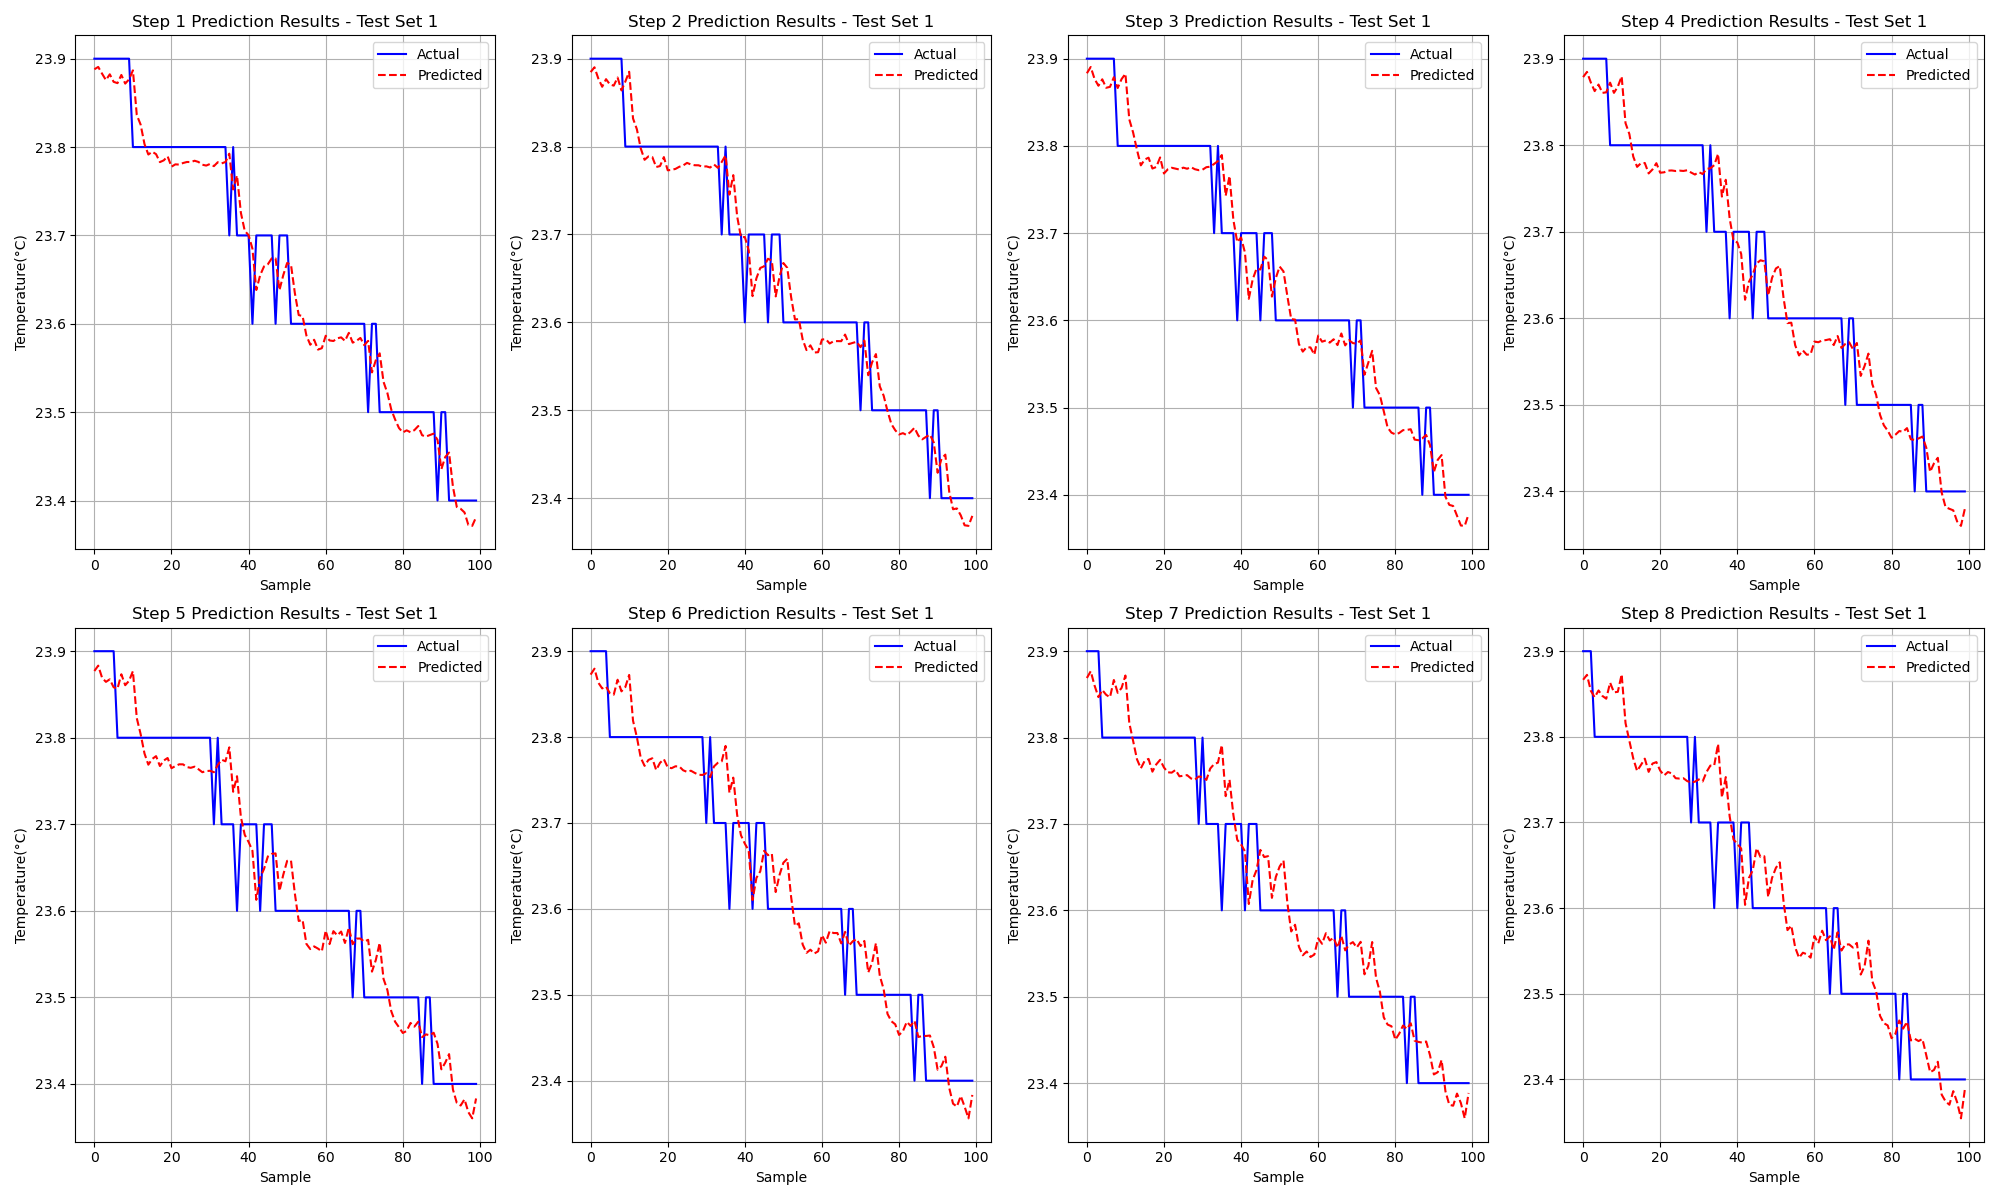 Step 1 Prediction Results - Test Set 1
Actual
Predicted
23.9
23.8
23.7
23.6
23.5
23.4
Temperature(°C)
0 20 40 60 80 100
Sample
Step 2 Prediction Results - Test Set 1
Actual
Predicted
23.9
23.8
23.7
23.6
23.5
23.4
Temperature(°C)
0 20 40 60 80 100
Sample
Step 3 Prediction Results - Test Set 1
Actual
Predicted
23.9
23.8
23.7
23.6
23.5
23.4
Temperature(°C)
0 20 40 60 80 100
Sample
Step 4 Prediction Results - Test Set 1
Actual
Predicted
23.9
23.8
23.7
23.6
23.5
23.4
Temperature(°C)
0 20 40 60 80 100
Sample
Step 5 Prediction Results - Test Set 1
Actual
Predicted
23.9
23.8
23.7
23.6
23.5
23.4
Temperature(°C)
0 20 40 60 80 100
Sample
Step 6 Prediction Results - Test Set 1
Actual
Predicted
23.9
23.8
23.7
23.6
23.5
23.4
Temperature(°C)
0 20 40 60 80 100
Sample
Step 7 Prediction Results - Test Set 1
Actual
Predicted
23.9
23.8
23.7
23.6
23.5
23.4
Temperature(°C)
0 20 40 60 80 100
Sample
Step 8 Prediction Results - Test Set 1
Actual
Predicted
23.9
23.8
23.7
23.6
23.5
23.4
Temperature(°C)
0 20 40 60 80 100
Sample